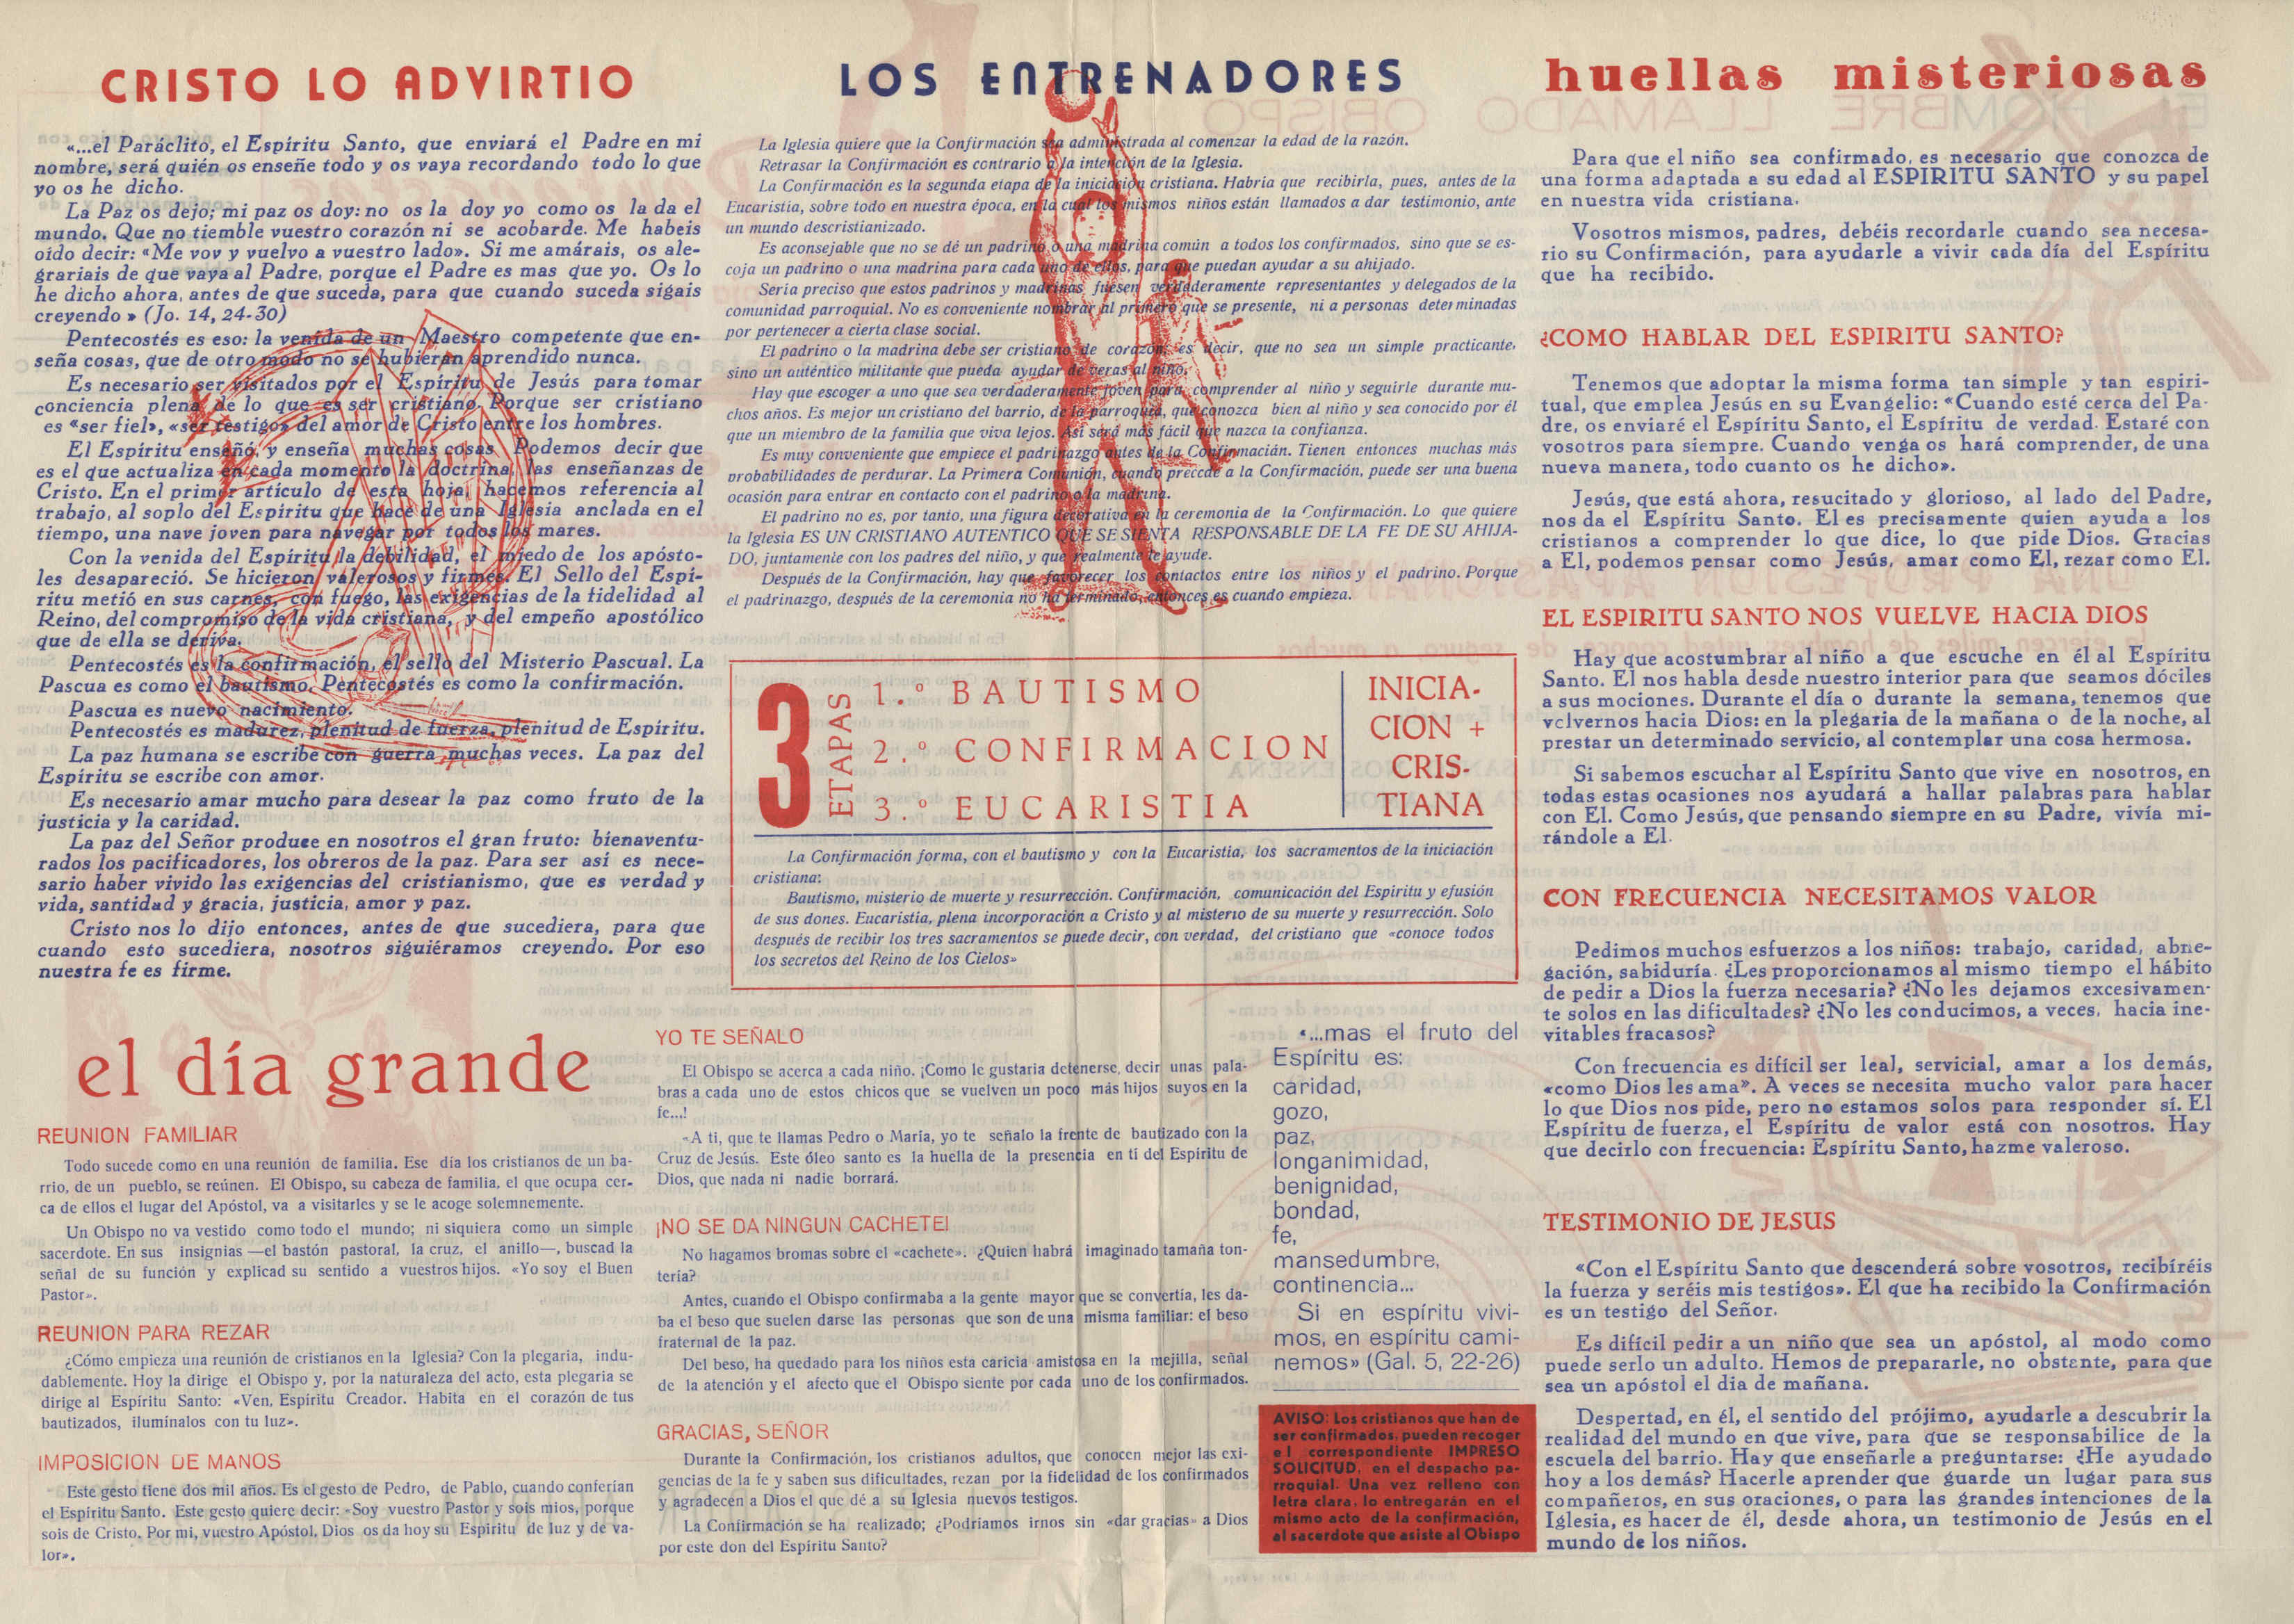 CRISTO LO ADVIRTIO
«...el Paráclito, el Espíritu Santo, que enviará el Padre en mi
nombre, será quién os enseñe todo y os vaya recordando todo lo que
yo os he dicho.
La Paz os dejo; mi paz os doy: no os la doy yo como os la da el
mundo. Que no tiemble vuestro corazón ni se acobarde. Me habeis
oído decir: «Me voy y vuelvo a vuestro lado». Si me amárais, os ale-
grariais de que vaya al Padre, porque el Padre es mas que yo. Os lo
he dicho ahora, antes de que suceda, para que cuando suceda sigais
creyendo » (Jo. 14, 24-30)
Pentecostés es eso: la venida de un Maestro competente que en-
seña cosas, que de otro modo no se hubieran aprendido nunca.
Es necesario ser visitados por el Espíritu de Jesús para tomar
conciencia plena de lo que es ser cristiano. Porque ser cristiano
es «ser fiel», «ser testigo» del amor de Cristo entre los hombres.
El Espíritu enseñó, y enseña muchas cosas. Podemos decir que
es el que actualiza en cada momento la doctrina, las enseñanzas de
Cristo. En el primer artículo de esta hoja, hacemos referencia al
trabajo, al soplo del Espíritu que hace de una Iglesia anclada en el
tiempo, una nave joven para navegar por todos los mares.
Con la venida del Espíritu la debilidad, el miedo de los apósto-
les desapareció. Se hicieron valerosos y firmes. El Sello del Espí-
ritu metió en sus carnes, con fuego, las exigencias de la fidelidad al
Reino, del compromiso de la vida cristiana, y del empeño apostólico
que de ella se deriva.
Pentecostés es la confirmación, el sello del Misterio Pascual. La
Pascua es como el bautismo. Pentecostés es como la confirmación.
Pascua es nuevo nacimiento.
Pentecostés es madurez, plenitud de fuerza, plenitud de Espíritu.
La paz humana se escribe con guerra muchas veces. La paz del
Espíritu se escribe con amor.
Es necesario amar mucho para desear la paz como fruto de la
justicia y la caridad.
La paz del Señor produce en nosotros el gran fruto: bienaventu-
rados los pacificadores, los obreros de la paz. Para ser así es nece-
sario haber vivido las exigencias del cristianismo, que es verdad y
vida, santidad y gracia, justicia, amor y paz.
Cristo nos lo dijo entonces, antes de que sucediera, para que
cuando esto sucediera, nosotros siguiéramos creyendo. Por eso
nuestra fe es firme.
LOS ENTRENADORES
La Iglesia quiere que la Confirmación sea administrada al comenzar la edad de la razón.
Retrasar la Confirmación es contrario a la intención de la Iglesia.
La Confirmación es la segunda etapa de la iniciación cristiana. Habría que recibirla, pues, antes de la
Eucaristia, sobre todo en nuestra época, en la cual los mismos niños están llamados a dar testimonio, ante
un mundo descristianizado.
Es aconsejable que no se dé un padrino o una madrina común a todos los confirmados, sino que se es-
coja un padrino o una madrina para cada uno de ellos, para que puedan ayudar a su ahijado.
Sería preciso que estos padrinos y madrinas fuesen verdaderamente representantes y delegados de la
comunidad parroquial. No es conveniente nombrar al primero que se presente, ni a personas determinadas
por pertenecer a cierta clase social.
El padrino o la madrina debe ser cristiano de corazón, es decir, que no sea un simple practicante,
sino un auténtico militante que pueda ayudar de veras al niño.
Hay que escoger a uno que sea verdaderamente joven para comprender al niño y seguirle durante mu-
chos años. Es mejor un cristiano del barrio, de la parroquia, que conozca bien al niño y sea conocido por él
que un miembro de la familia que viva lejos. Así será más fácil que nazca la confianza.
Es muy conveniente que empiece el padrinazgo antes de la Confirmación. Tienen entonces muchas más
probabilidades de perdurar. La Primera Comunión, cuando precede a la Confirmación, puede ser una buena
ocasión para entrar en contacto con el padrino o la madrina.
El padrino no es, por tanto, una figura decorativa en la ceremonia de la Confirmación. Lo que quiere
la Iglesia ES UN CRISTIANO AUTENTICO QUE SE SIENTA RESPONSABLE DE LA FE DE SU AHIJA-
DO, juntamente con los padres del niño, y que realmente le ayude.
Después de la Confirmación, hay que favorecer los contactos entre los niños y el padrino. Porque
el padrinazgo, después de la ceremonia no ha terminado, entonces es cuando empieza.
3 ETAPAS
1.º BAUTISMO
2.º CONFIRMACION
3.º EUCARISTIA
INICIA-
CION +
CRIS-
TIANA
La Confirmación forma, con el bautismo y con la Eucaristia, los sacramentos de la iniciación
cristiana:
Bautismo, misterio de muerte y resurrección. Confirmación, comunicación del Espíritu y efusión
de sus dones. Eucaristía, plena incorporación a Cristo y al misterio de su muerte y resurrección. Solo
después de recibir los tres sacramentos se puede decir, con verdad, del cristiano que «conoce todos
los secretos del Reino de los Cielos»
el día grande
REUNION FAMILIAR
Todo sucede como en una reunión de familia. Ese día los cristianos de un ba-
rrio, de un pueblo, se reúnen. El Obispo, su cabeza de familia, el que ocupa cer-
ca de ellos el lugar del Apóstol, va a visitarles y se le acoge solemnemente.
Un Obispo no va vestido como todo el mundo; ni siquiera como un simple
sacerdote. En sus insignias —el bastón pastoral, la cruz, el anillo—, buscad la
señal de su función y explicad su sentido a vuestros hijos. «Yo soy el Buen
Pastor».
REUNION PARA REZAR
¿Cómo empieza una reunión de cristianos en la Iglesia? Con la plegaria, indu-
dablemente. Hoy la dirige el Obispo y, por la naturaleza del acto, esta plegaria se
dirige al Espíritu Santo: «Ven, Espíritu Creador. Habita en el corazón de tus
bautizados, ilumínalos con tu luz».
IMPOSICION DE MANOS
Este gesto tiene dos mil años. Es el gesto de Pedro, de Pablo, cuando conferían
el Espíritu Santo. Este gesto quiere decir: «Soy vuestro Pastor y sois mios, porque
sois de Cristo. Por mi, vuestro Apóstol, Dios os da hoy su Espíritu de luz y de va-
lor».
YO TE SEÑALO
El Obispo se acerca a cada niño. ¡Como le gustaria detenerse, decir unas pala-
bras a cada uno de estos chicos que se vuelven un poco más hijos suyos en la
fe...!
«A ti, que te llamas Pedro o María, yo te señalo la frente de bautizado con la
Cruz de Jesús. Este óleo santo es la huella de la presencia en tí del Espíritu de
Dios, que nada ni nadie borrará.
¡NO SE DA NINGUN CACHETE!
No hagamos bromas sobre el «cachete». ¿Quien habrá imaginado tamaña ton-
tería?
Antes, cuando el Obispo confirmaba a la gente mayor que se convertía, les da-
ba el beso que suelen darse las personas que son de una misma familiar: el beso
fraternal de la paz.
Del beso, ha quedado para los niños esta caricia amistosa en la mejilla, señal
de la atención y el afecto que el Obispo siente por cada uno de los confirmados.
GRACIAS, SEÑOR
Durante la Confirmación, los cristianos adultos, que conocen mejor las exi-
gencias de la fe y saben sus dificultades, rezan por la fidelidad de los confirmados
y agradecen a Dios el que dé a su Iglesia nuevos testigos.
La Confirmación se ha realizado; ¿Podríamos irnos sin «dar gracias» a Dios
por este don del Espíritu Santo?
«...mas el fruto del
Espíritu es:
caridad,
gozo,
paz,
longanimidad,
benignidad,
bondad,
fe,
mansedumbre,
continencia...
Si en espíritu vivi-
mos, en espíritu cami-
nemos» (Gal. 5, 22-26)
AVISO: Los cristianos que han de
ser confirmados, pueden recoger
el correspondiente IMPRESO
SOLICITUD, en el despacho pa-
rroquial. Una vez relleno con
letra clara, lo entregarán en el
mismo acto de la confirmación,
al sacerdote que asiste al Obispo
huellas misteriosas
Para que el niño sea confirmado, es necesario que conozca de
una forma adaptada a su edad al ESPIRITU SANTO y su papel
en nuestra vida cristiana.
Vosotros mismos, padres, debéis recordarle cuando sea necesa-
rio su Confirmación, para ayudarle a vivir cada día del Espíritu
que ha recibido.
¿COMO HABLAR DEL ESPIRITU SANTO?
Tenemos que adoptar la misma forma tan simple y tan espiri-
tual, que emplea Jesús en su Evangelio: «Cuando esté cerca del Pa-
dre, os enviaré el Espíritu Santo, el Espíritu de verdad. Estaré con
vosotros para siempre. Cuando venga os hará comprender, de una
nueva manera, todo cuanto os he dicho».
Jesús, que está ahora, resucitado y glorioso, al lado del Padre,
nos da el Espíritu Santo. El es precisamente quien ayuda a los
cristianos a comprender lo que dice, lo que pide Dios. Gracias
a El, podemos pensar como Jesús, amar como El, rezar como El.
EL ESPIRITU SANTO NOS VUELVE HACIA DIOS
Hay que acostumbrar al niño a que escuche en él al Espíritu
Santo. El nos habla desde nuestro interior para que seamos dóciles
a sus mociones. Durante el día o durante la semana, tenemos que
volvernos hacia Dios: en la plegaria de la mañana o de la noche, al
prestar un determinado servicio, al contemplar una cosa hermosa.
Si sabemos escuchar al Espíritu Santo que vive en nosotros, en
todas estas ocasiones nos ayudará a hallar palabras para hablar
con El. Como Jesús, que pensando siempre en su Padre, vivía mi-
rándole a El.
CON FRECUENCIA NECESITAMOS VALOR
Pedimos muchos esfuerzos a los niños: trabajo, caridad, abne-
gación, sabiduría. ¿Les proporcionamos al mismo tiempo el hábito
de pedir a Dios la fuerza necesaria? ¿No les dejamos excesivamen-
te solos en las dificultades? ¿No les conducimos, a veces, hacia ine-
vitables fracasos?
Con frecuencia es difícil ser leal, servicial, amar a los demás,
«como Dios les ama». A veces se necesita mucho valor para hacer
lo que Dios nos pide, pero no estamos solos para responder sí. El
Espíritu de fuerza, el Espíritu de valor está con nosotros. Hay
que decirlo con frecuencia: Espíritu Santo, hazme valeroso.
TESTIMONIO DE JESUS
«Con el Espíritu Santo que descenderá sobre vosotros, recibiréis
la fuerza y seréis mis testigos». El que ha recibido la Confirmación
es un testigo del Señor.
Es difícil pedir a un niño que sea un apóstol, al modo como
puede serlo un adulto. Hemos de prepararle, no obstente, para que
sea un apóstol el dia de mañana.
Despertad, en él, el sentido del prójimo, ayudarle a descubrir la
realidad del mundo en que vive, para que se responsabilice de la
escuela del barrio. Hay que enseñarle a preguntarse: ¿He ayudado
hoy a los demás? Hacerle aprender que guarde un lugar para sus
compañeros, en sus oraciones, o para las grandes intenciones de la
Iglesia, es hacer de él, desde ahora, un testimonio de Jesús en el
mundo de los niños.